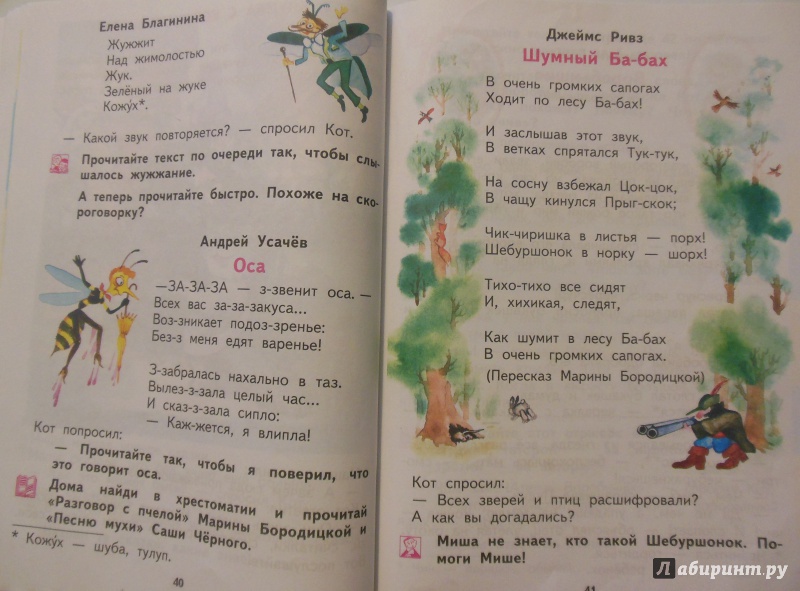 Елена Благинина
Жужжит
Над жимолостью
Жук.
Зелёный на жуке
Кожу́х*.
— Какой звук повторяется? — спросил Кот.
Прочитайте текст по очереди так, чтобы слы-
шалось жужжание.
А теперь прочитайте быстро. Похоже на ско-
роговорку?
Андрей Усачёв
Оса
—ЗА-ЗА-ЗА — з-звенит оса. —
Всех вас за-за-закуса...
Воз-зникает подоз-зренье:
Без-з меня едят варенье!
З-забралась нахально в таз.
Вылез-з-зала целый час...
И сказ-з-зала сипло:
— Каж-жется, я влипла!
Кот попросил:
— Прочитайте так, чтобы я поверил, что
это говорит оса.
Дома найди в хрестоматии и прочитай
«Разговор с пчелой» Марины Бородицкой и
«Песню мухи» Саши Чёрного.
* Кожу́х — шуба, тулуп.
40
Джеймс Ривз
Шумный Ба-бах
В очень громких сапогах
Ходит по лесу Ба-бах!
И заслышав этот звук,
В ветках спрятался Тук-тук,
На сосну взбежал Цок-цок,
В чащу кинулся Прыг-скок;
Чик-чиришка в листья — порх!
Шебуршонок в норку — шорх!
Тихо-тихо все сидят
И, хихикая, следят,
Как шумит в лесу Ба-бах
В очень громких сапогах.
(Пересказ Марины Бородицкой)
Кот спросил:
— Всех зверей и птиц расшифровали?
А как вы догадались?
Миша не знает, кто такой Шебуршонок. По-
моги Мише!
41
Лабиринт.ру